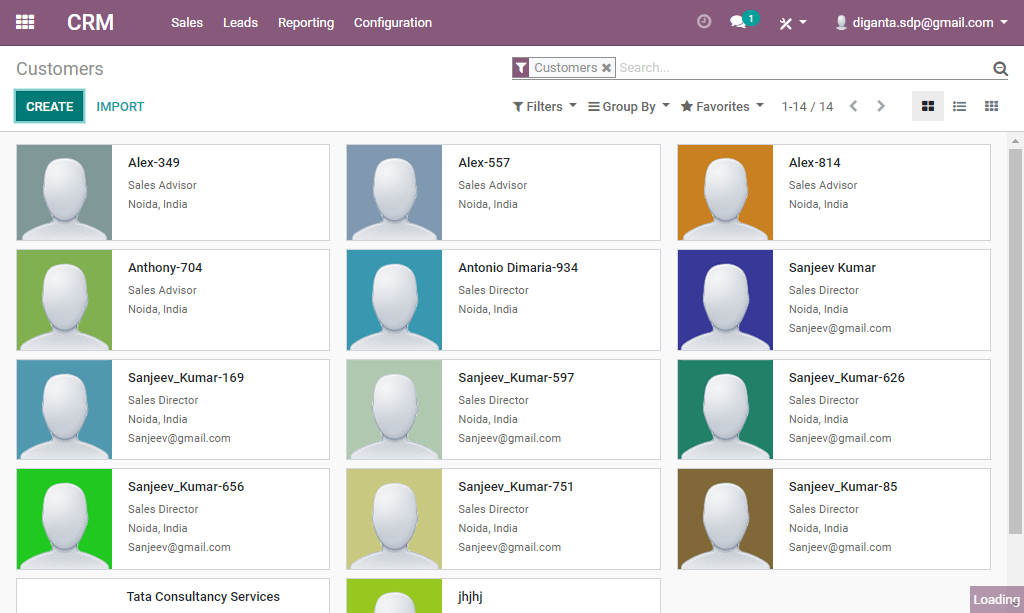 CRM Sales Leads Reporting Configuration 1 diganta.sdp@gmail.com
Customers Customers Search...
CREATE IMPORT Filters Group By Favorites 1-14 / 14
Alex-349
Sales Advisor
Noida, India
Alex-557
Sales Advisor
Noida, India
Alex-814
Sales Advisor
Noida, India
Anthony-704
Sales Advisor
Noida, India
Antonio Dimaria-934
Sales Director
Noida, India
Sanjeev Kumar
Sales Director
Noida, India
Sanjeev@gmail.com
Sanjeev_Kumar-169
Sales Director
Noida, India
Sanjeev@gmail.com
Sanjeev_Kumar-597
Sales Director
Noida, India
Sanjeev@gmail.com
Sanjeev_Kumar-626
Sales Director
Noida, India
Sanjeev@gmail.com
Sanjeev_Kumar-656
Sales Director
Noida, India
Sanjeev@gmail.com
Sanjeev_Kumar-751
Sales Director
Noida, India
Sanjeev@gmail.com
Sanjeev_Kumar-85
Sales Director
Noida, India
Sanjeev@gmail.com
Tata Consultancy Services
jhjhj
Loading